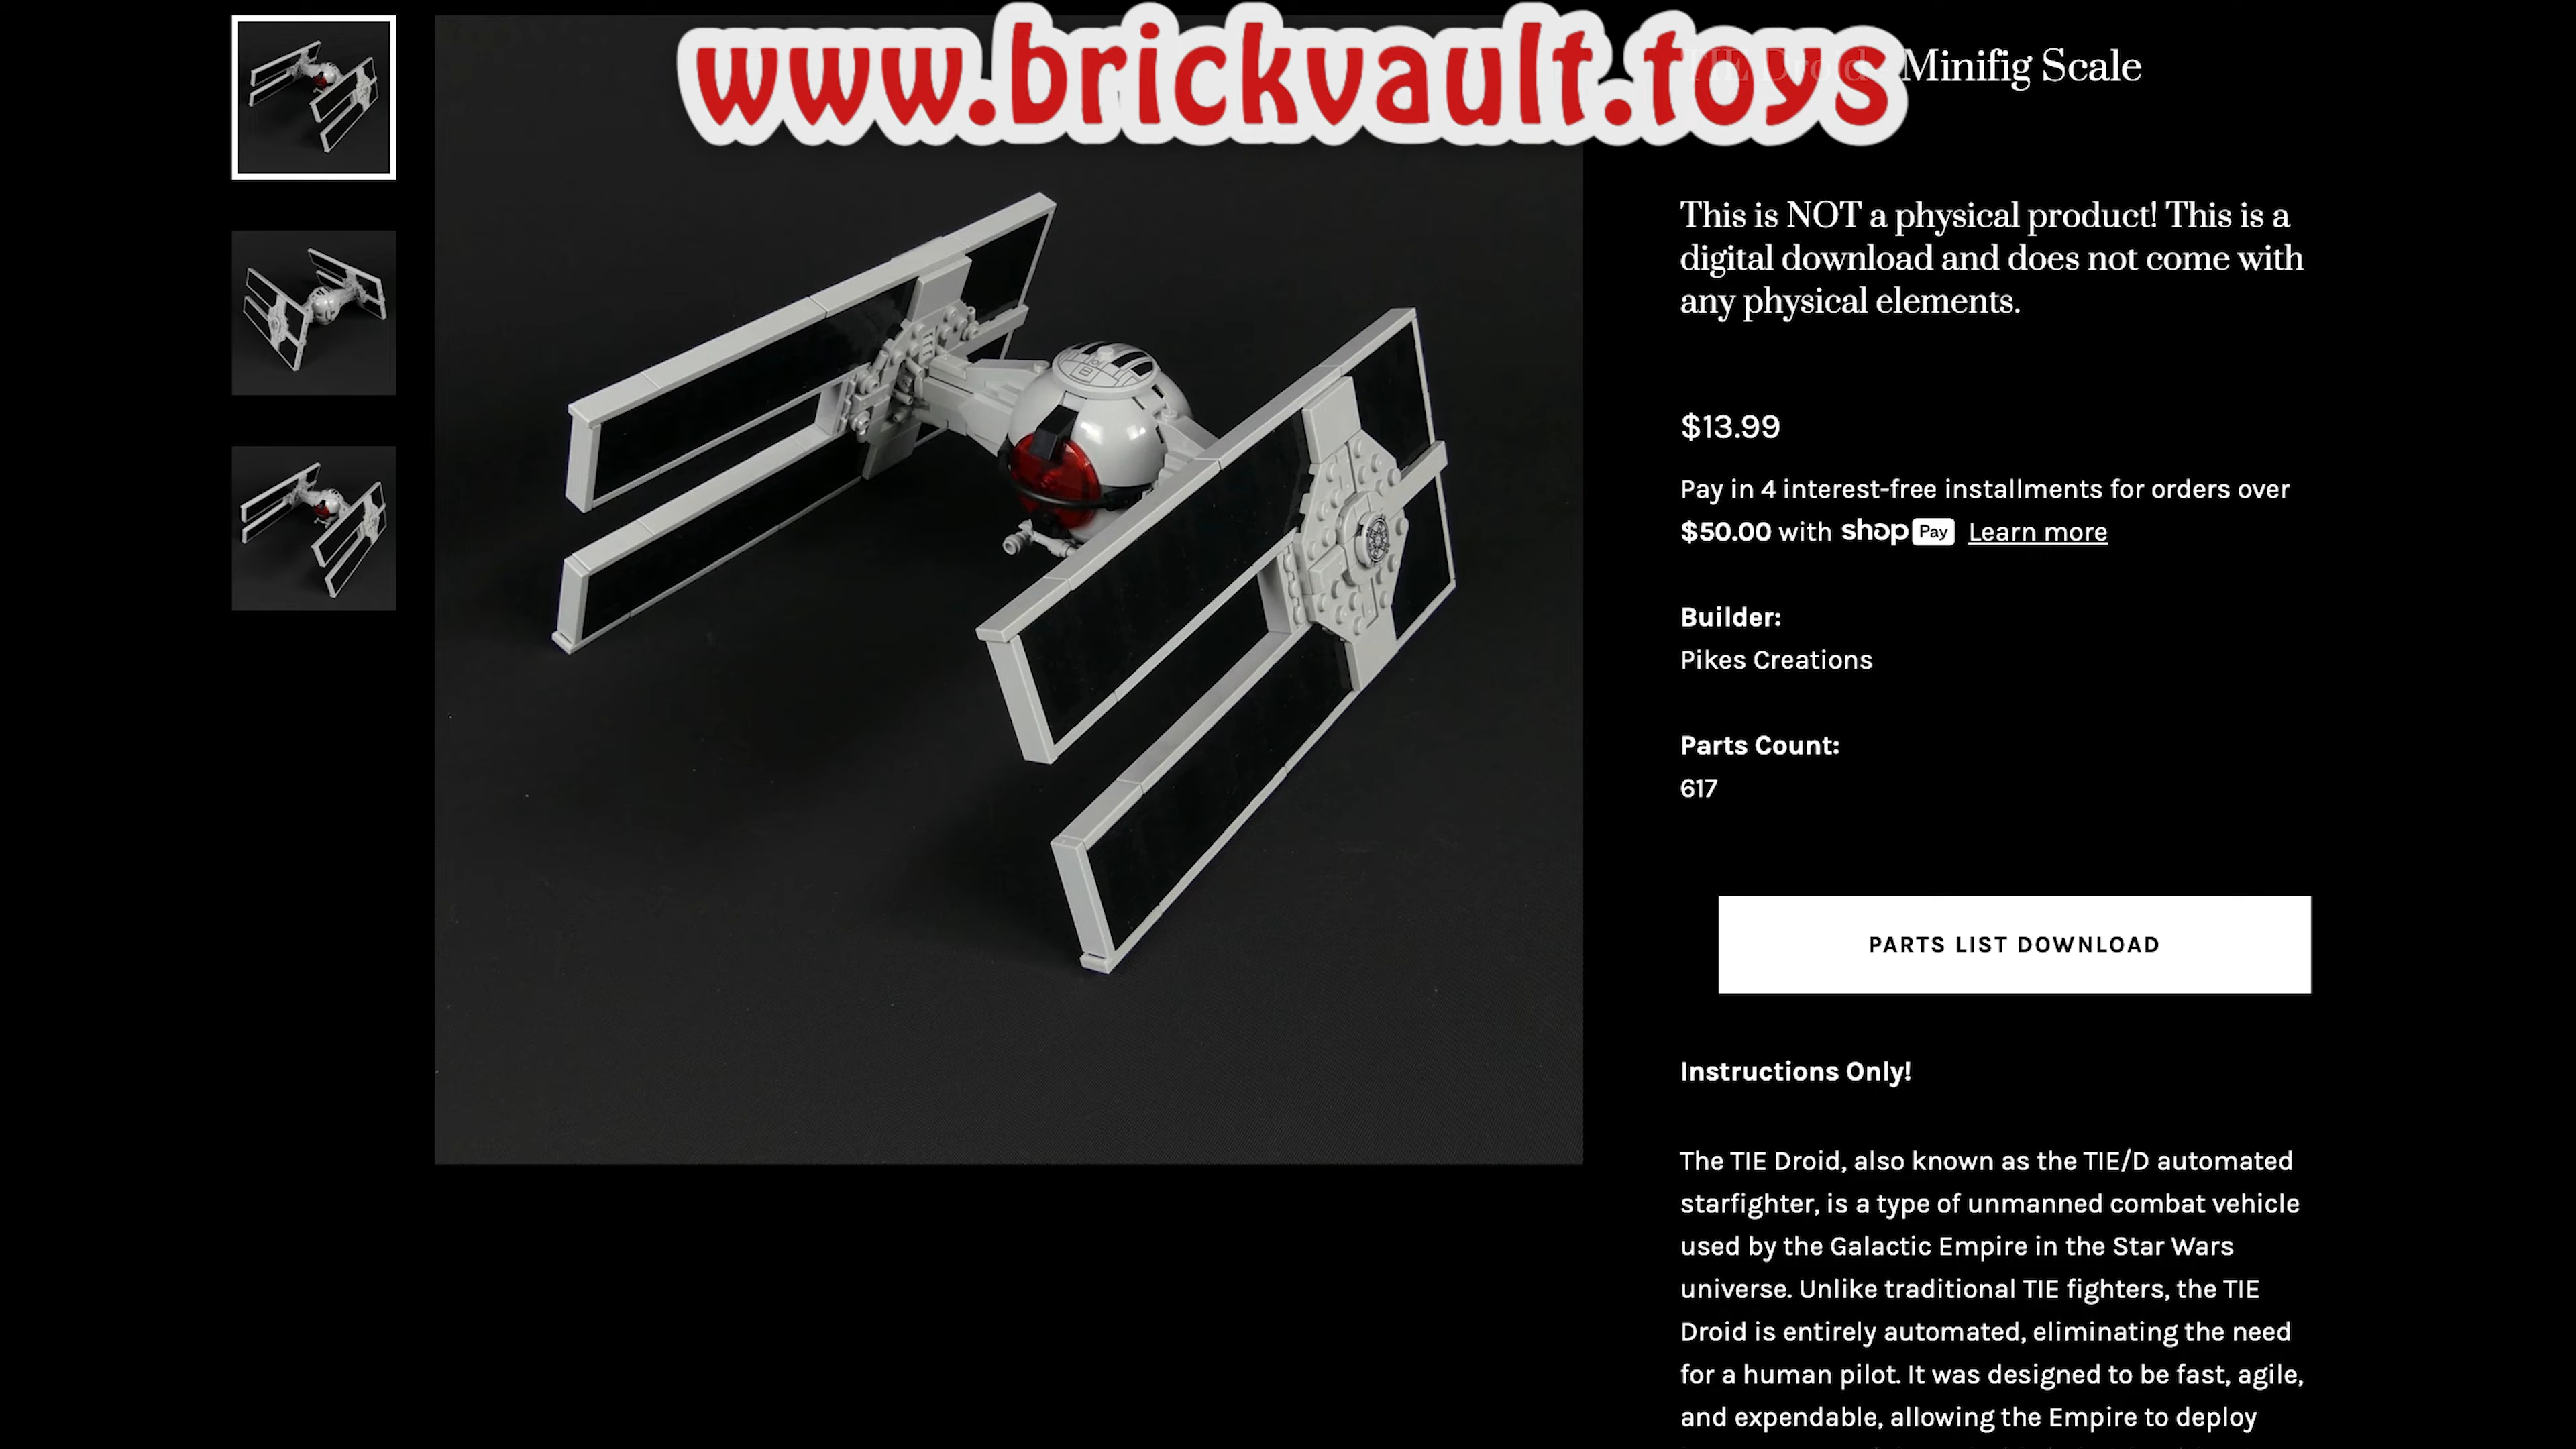 www.brickvault.toys
TIE Droid Minifig Scale
This is NOT a physical product! This is a
digital download and does not come with
any physical elements.
$13.99
Pay in 4 interest-free installments for orders over
$50.00 with shop Pay Learn more
Builder:
Pikes Creations
Parts Count:
617
PARTS LIST DOWNLOAD
Instructions Only!
The TIE Droid, also known as the TIE/D automated
starfighter, is a type of unmanned combat vehicle
used by the Galactic Empire in the Star Wars
universe. Unlike traditional TIE fighters, the TIE
Droid is entirely automated, eliminating the need
for a human pilot. It was designed to be fast, agile,
and expendable, allowing the Empire to deploy